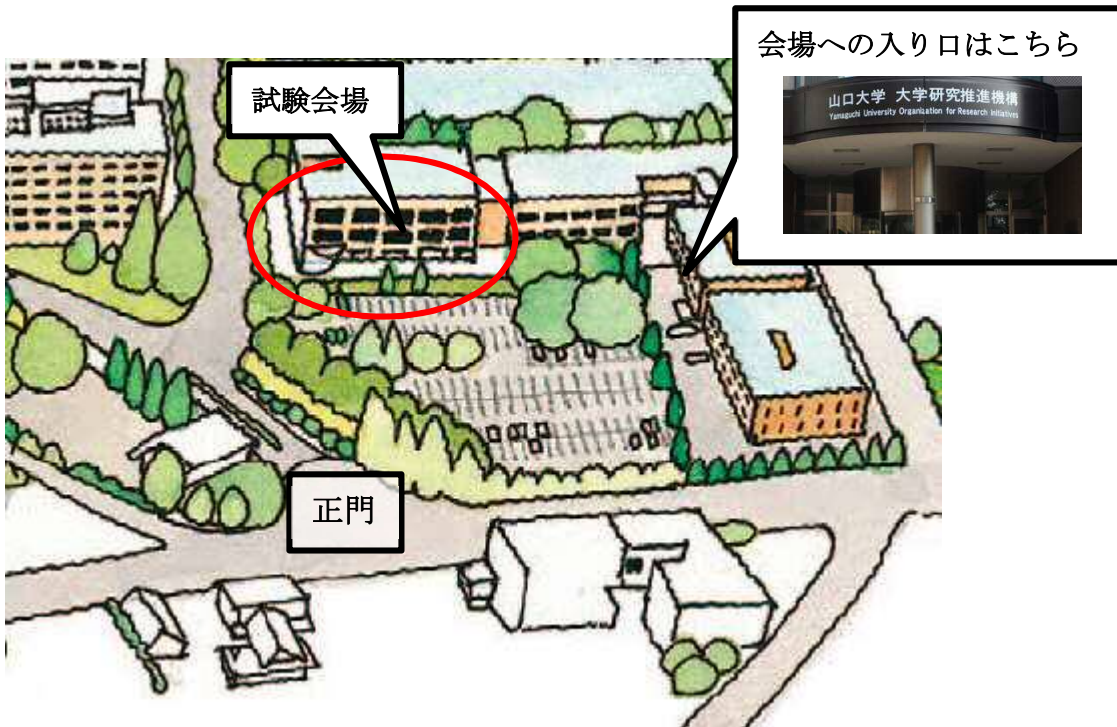 会場への入り口はこちら
山口大学 大学研究推進機構
Yamaguchi University Organization for Research Initiatives
試験会場
正門